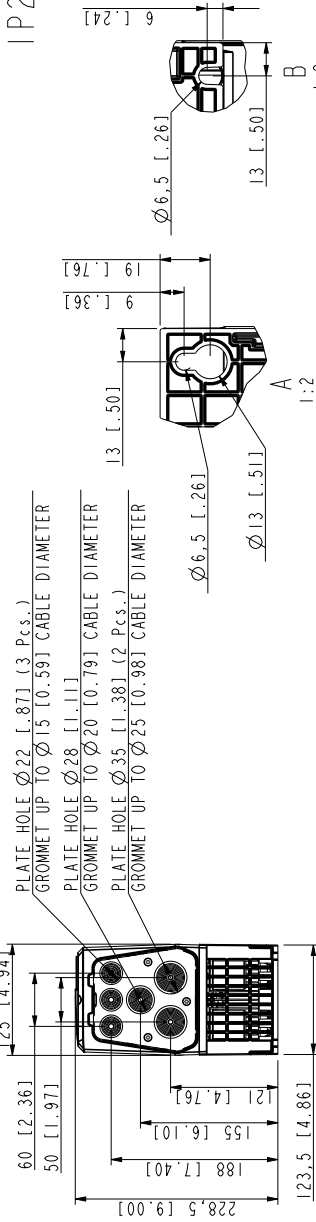 IP2
PLATE HOLE Ø22 [.87] (3 Pcs.)
GROMMET UP TO Ø15 [0.59] CABLE DIAMETER
PLATE HOLE Ø28 [1.11]
GROMMET UP TO Ø20 [0.79] CABLE DIAMETER
PLATE HOLE Ø35 [1.38] (2 Pcs.)
GROMMET UP TO Ø25 [0.98] CABLE DIAMETER
125 [4.94]
60 [2.36]
50 [1.97]
121 [4.76]
155 [6.10]
188 [7.40]
228,5 [9.00]
123,5 [4.86]
13 [.50]
9 [.36]
19 [.76]
Ø6,5 [.26]
Ø13 [.51]
A
1:2
6 [.24]
Ø6,5 [.26]
13 [.50]
B